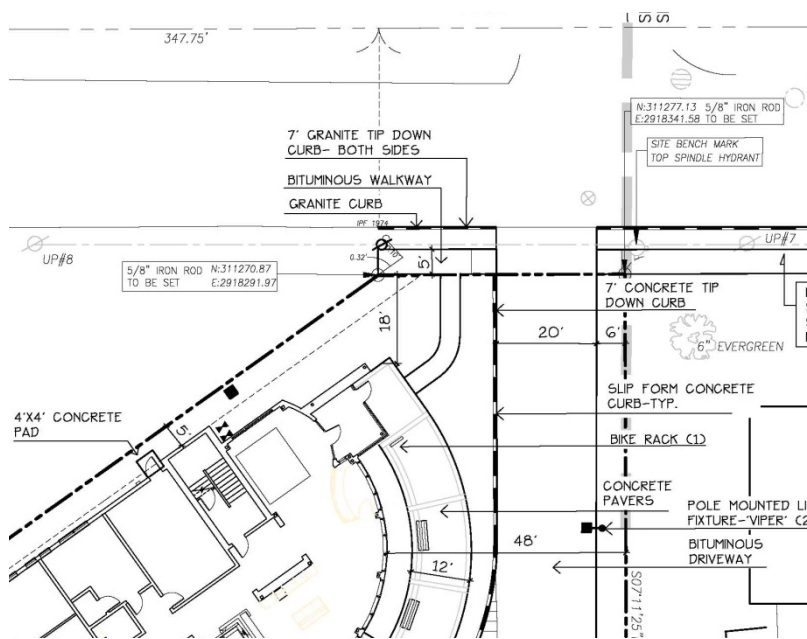 S
S
347.75'
N:311277.13 5/8" IRON ROD
E:2918341.58 TO BE SET
7' GRANITE TIP DOWN
CURB- BOTH SIDES
SITE BENCH MARK
TOP SPINDLE HYDRANT
BITUMINOUS WALKWAY
GRANITE CURB
IPF 1974
UP#8
UP#7
0.32'
5'
5/8" IRON ROD N:311270.87
TO BE SET E:2918291.97
7' CONCRETE TIP
DOWN CURB
18'
20'
6'
6" EVERGREEN
SLIP FORM CONCRETE
CURB-TYP.
4'X4' CONCRETE
PAD
5'
BIKE RACK (1)
CONCRETE
PAVERS
POLE MOUNTED LI
FIXTURE-'VIPER' (2
48'
BITUMINOUS
DRIVEWAY
12'
S07°11'25"